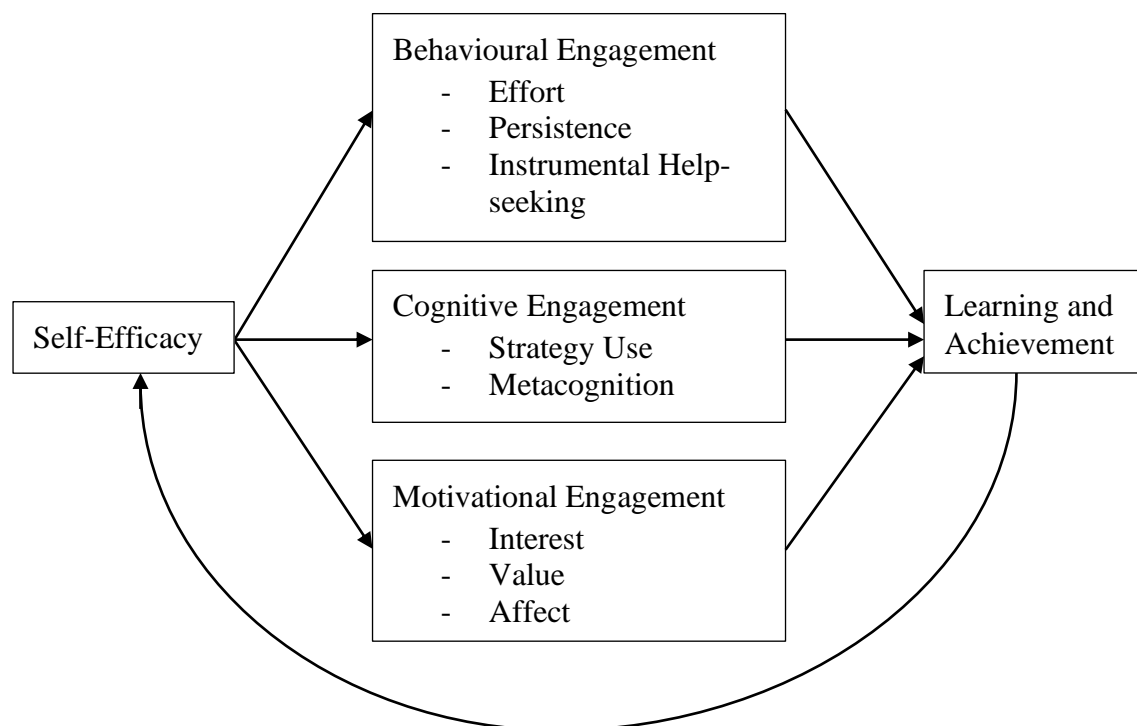 Behavioural Engagement
- Effort
- Persistence
- Instrumental Help-
seeking
Self-Efficacy
Cognitive Engagement
- Strategy Use
- Metacognition
Learning and
Achievement
Motivational Engagement
- Interest
- Value
- Affect